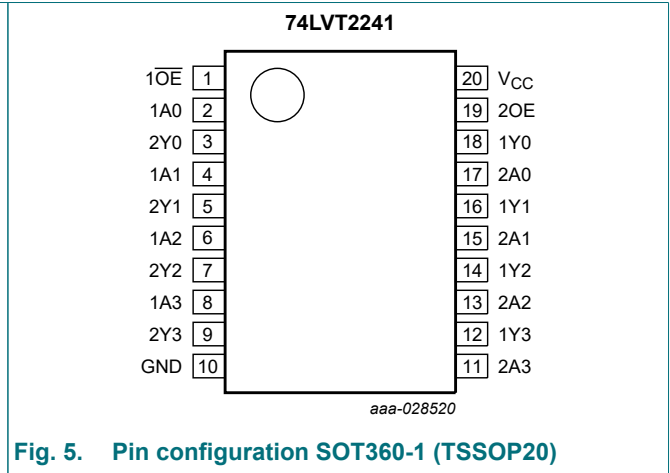 74LVT2241
1O̅E̅ 1 20 VCC
1A0 2 19 2OE
2Y0 3 18 1Y0
1A1 4 17 2A0
2Y1 5 16 1Y1
1A2 6 15 2A1
2Y2 7 14 1Y2
1A3 8 13 2A2
2Y3 9 12 1Y3
GND 10 11 2A3
aaa-028520
Fig. 5. Pin configuration SOT360-1 (TSSOP20)